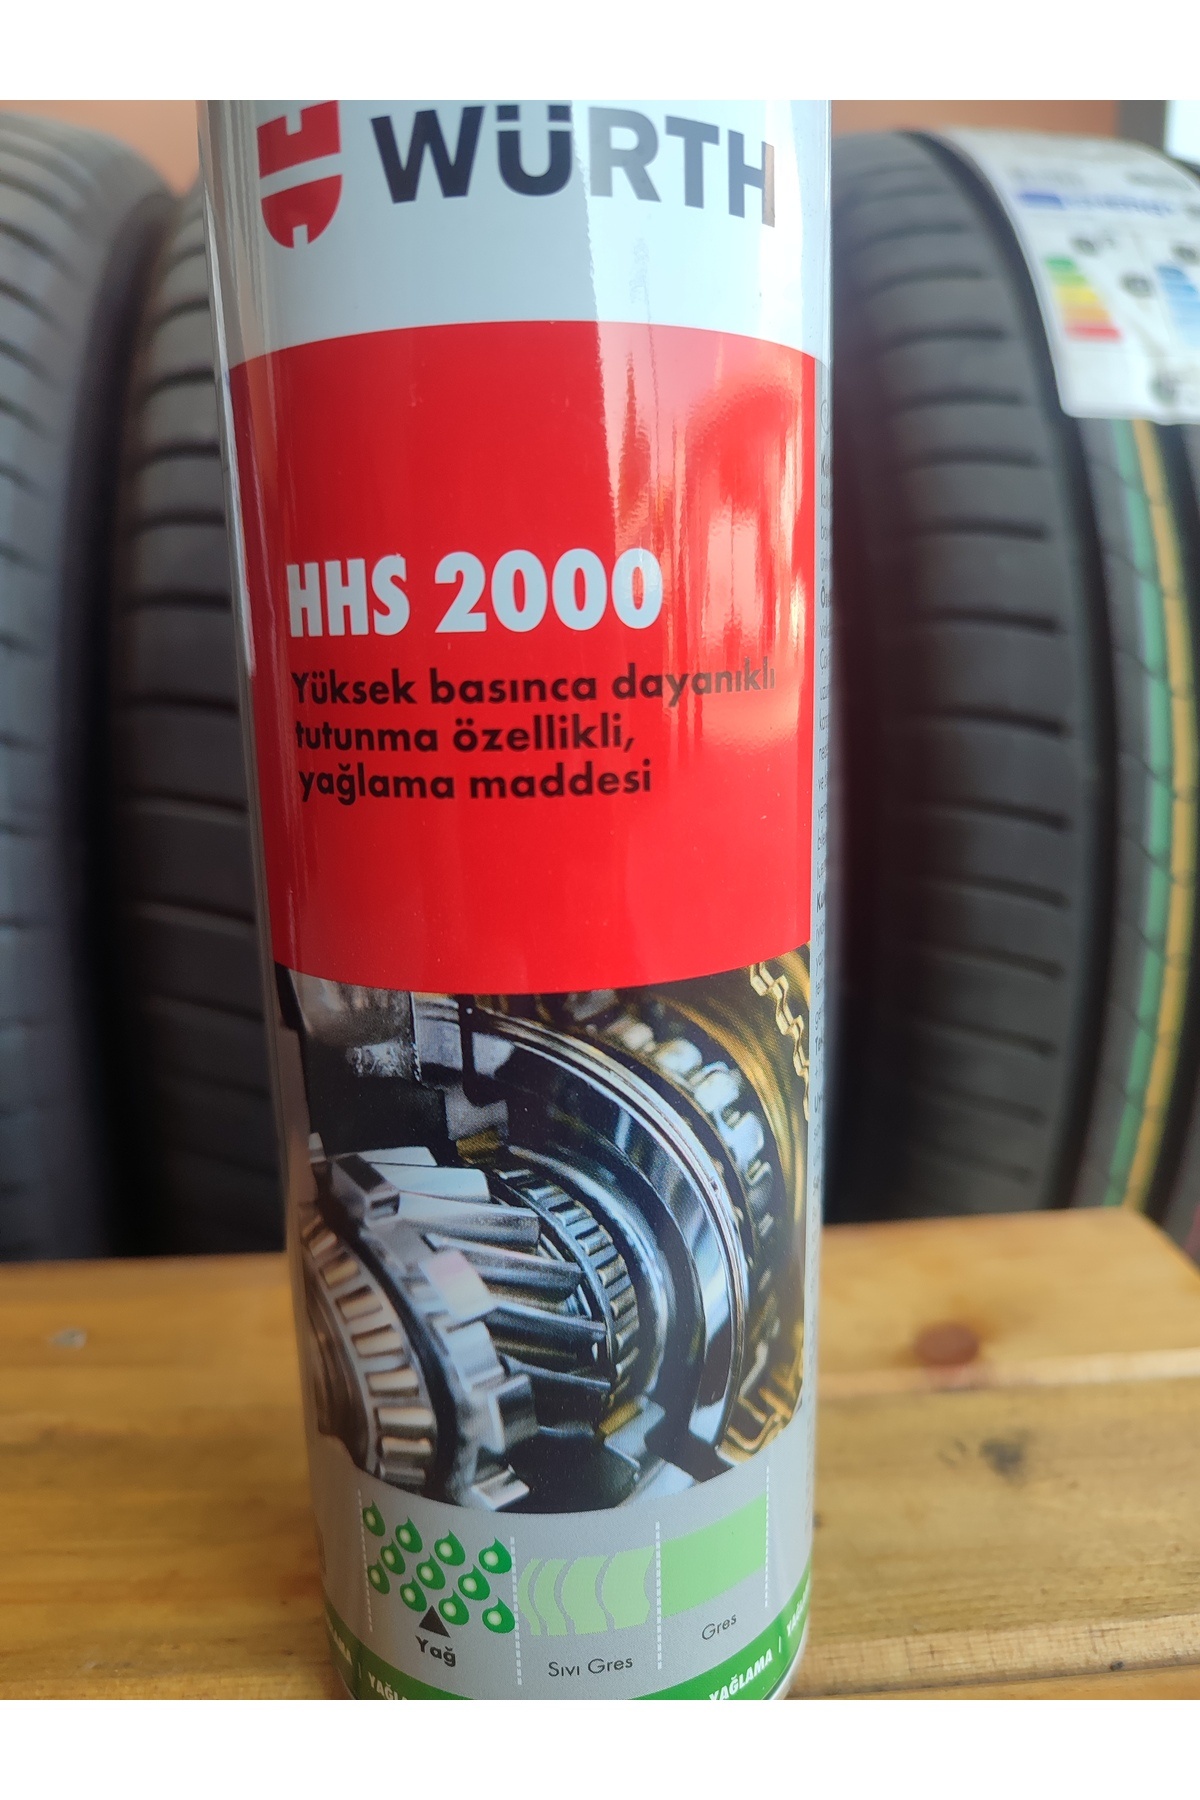 WÜRTH
HHS 2000
Yüksek basınca dayanıklı
tutunma özellikli,
yağlama maddesi
Yağ
Sıvı Gres
Gres
YAĞLAMA